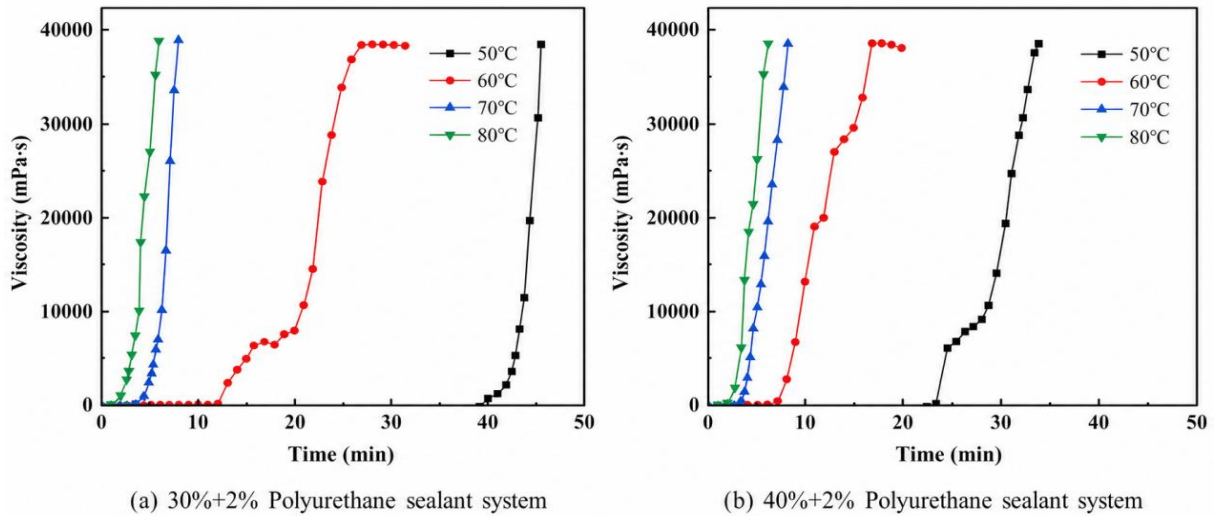 (a)
40000
30000
20000
10000
0
Viscosity (mPa·s)
50°C
60°C
70°C
80°C
0 10 20 30 40 50
Time (min)
(a) 30%+2% Polyurethane sealant system
(b)
40000
30000
20000
10000
0
Viscosity (mPa·s)
50°C
60°C
70°C
80°C
0 10 20 30 40 50
Time (min)
(b) 40%+2% Polyurethane sealant system